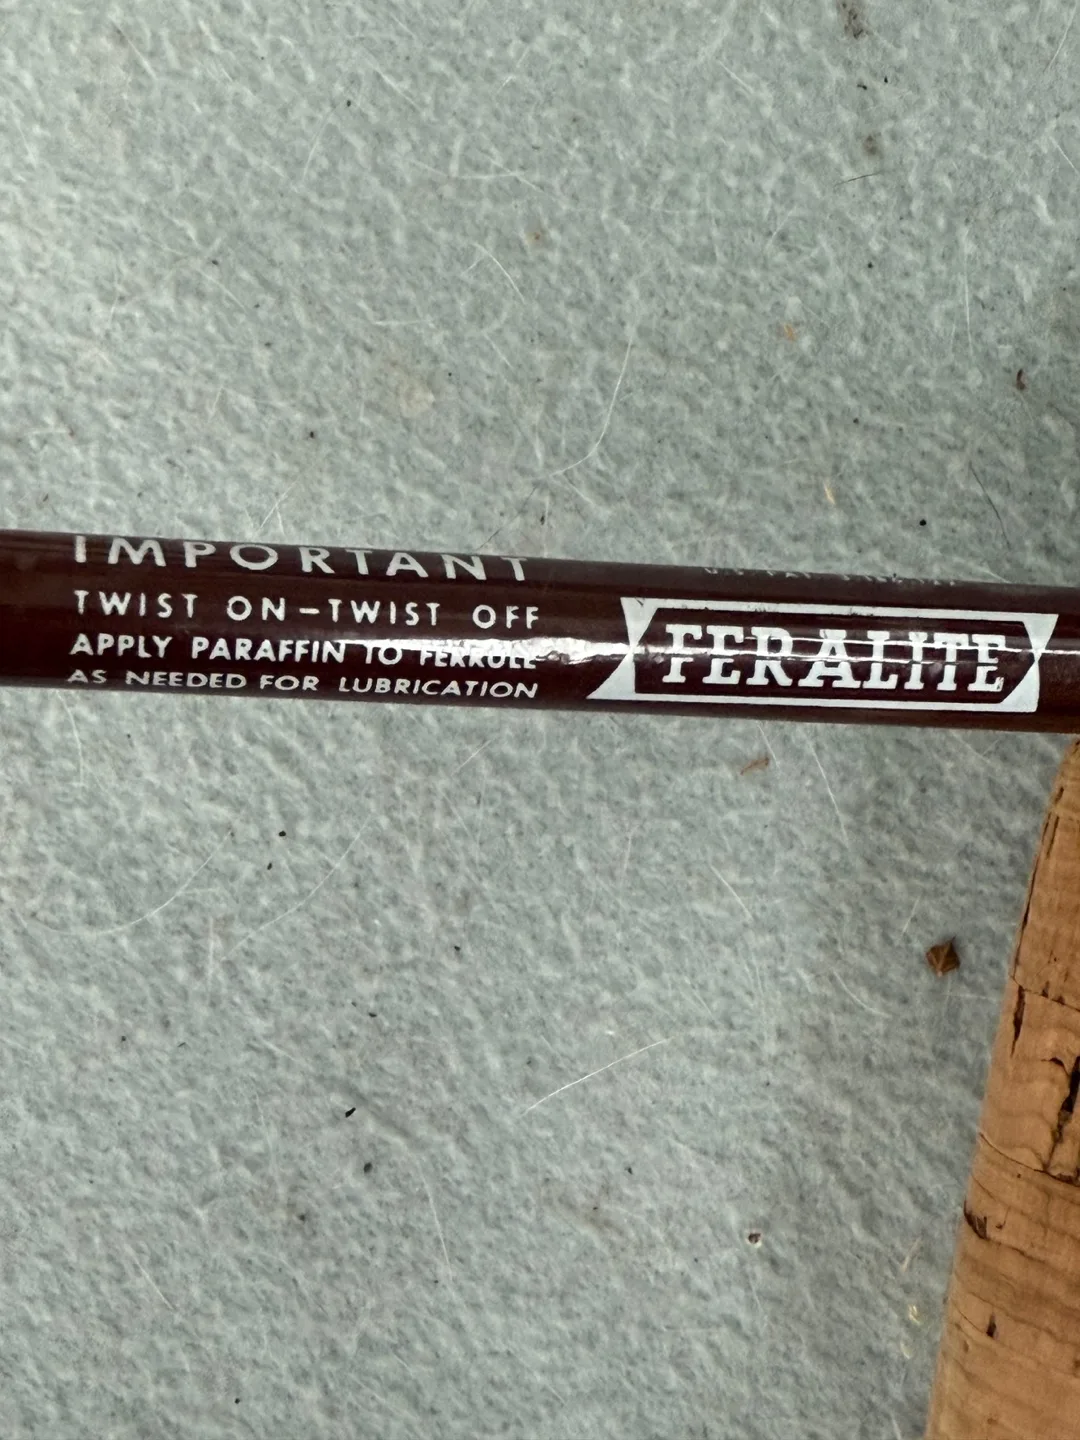 IMPORTANT
TWIST ON-TWIST OFF
APPLY PARAFFIN TO FERRULE
AS NEEDED FOR LUBRICATION
FERALITE